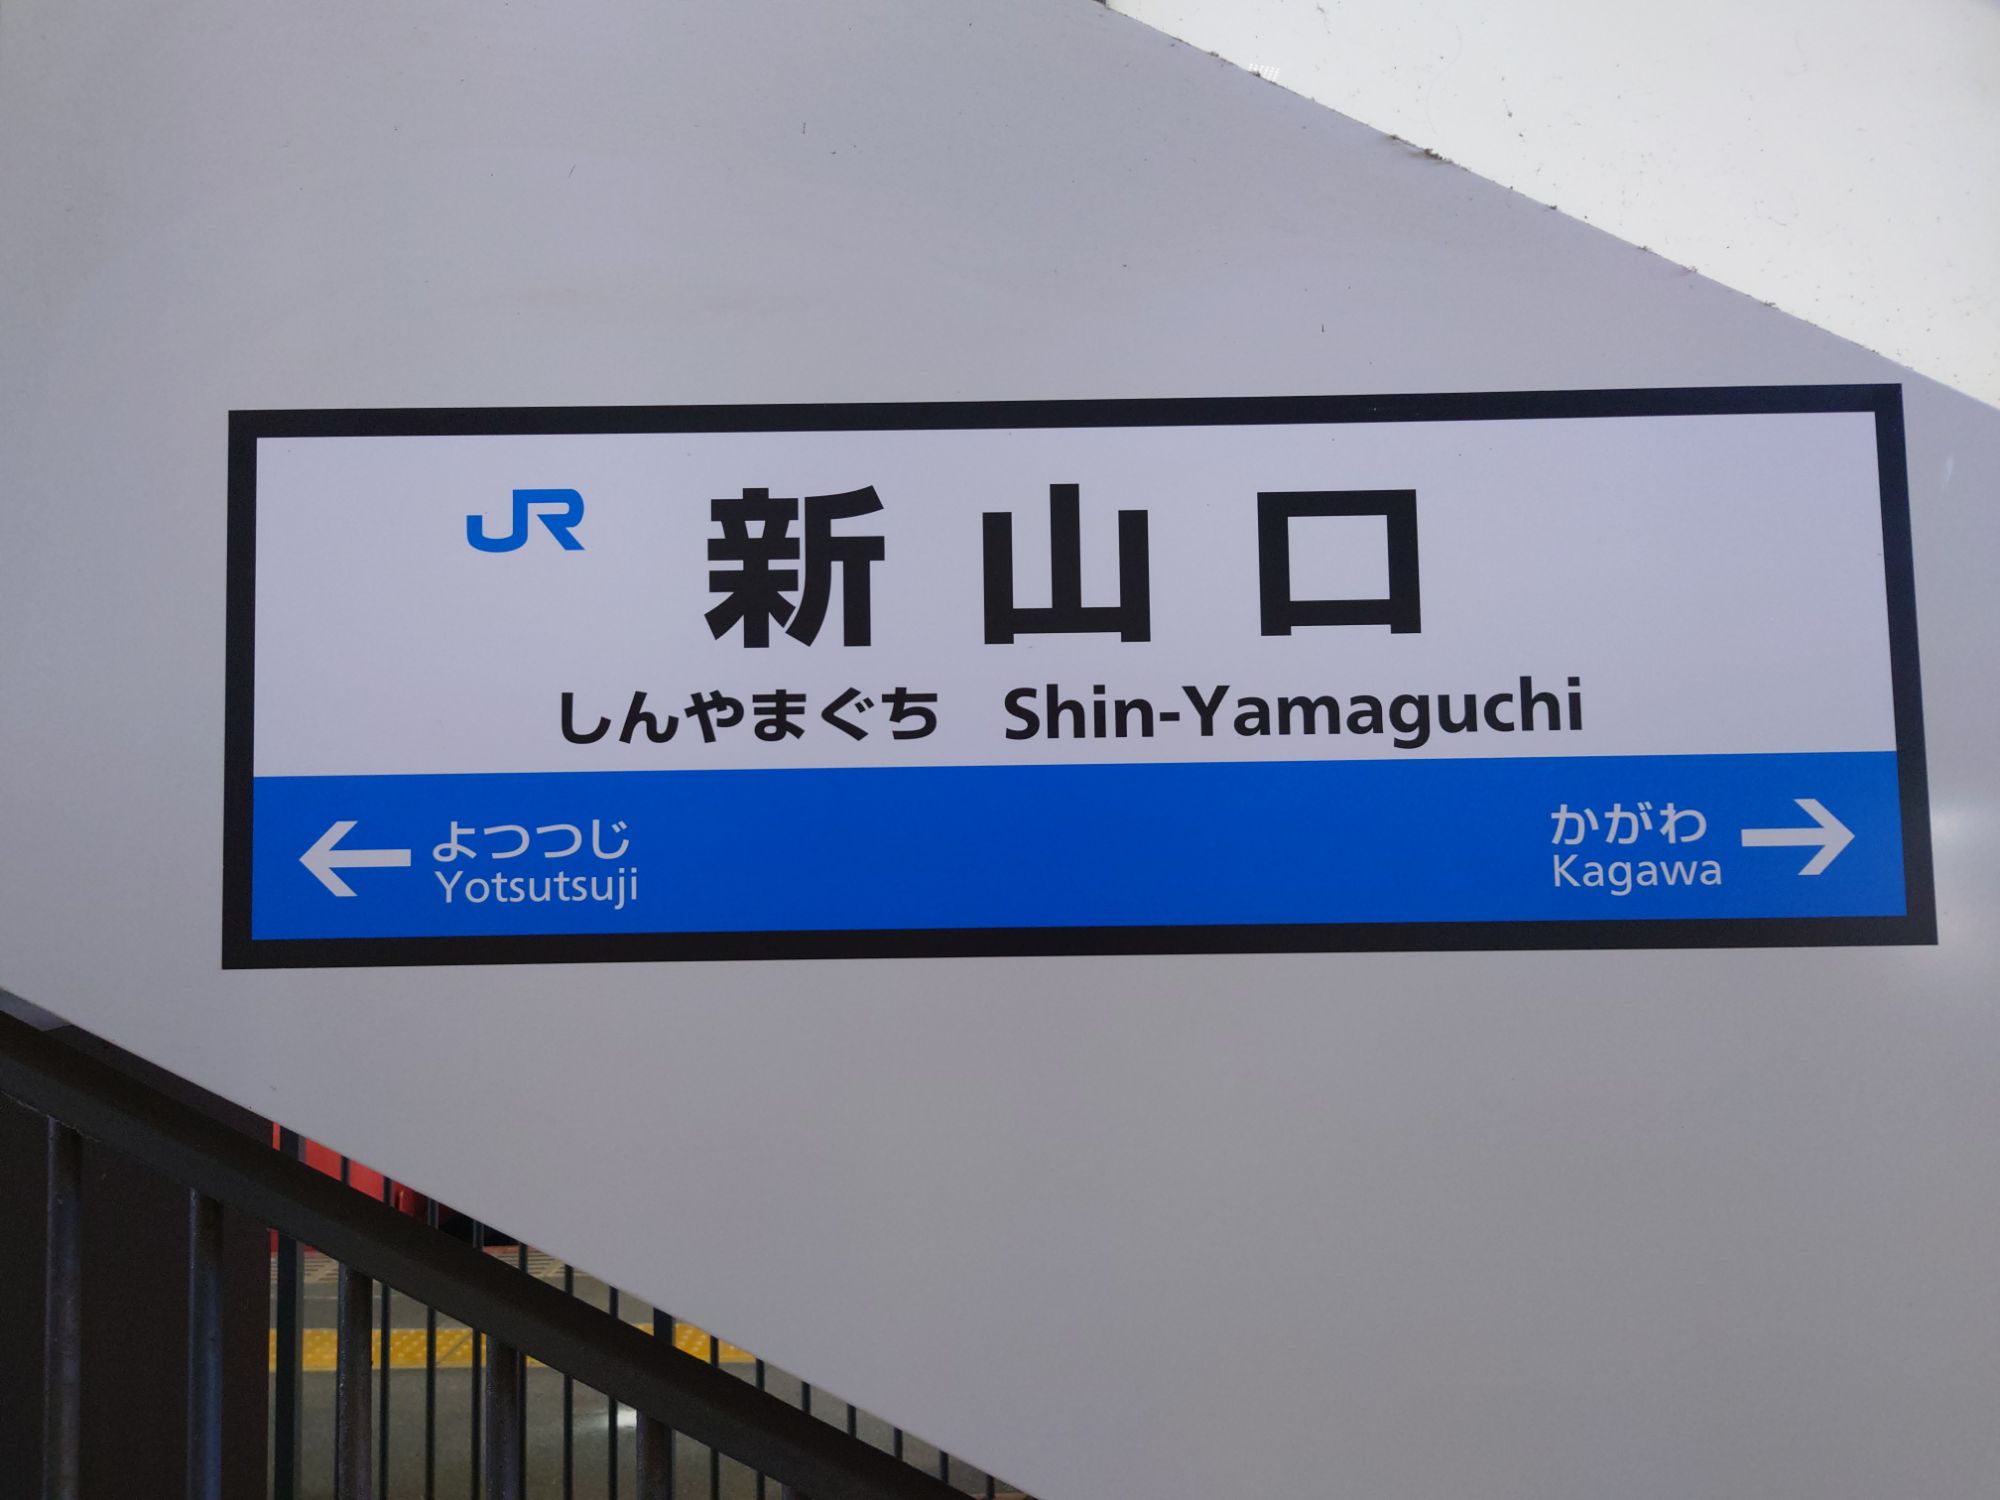 JR 新山口
しんやまぐち Shin-Yamaguchi
← よつつじ
Yotsutsuji
かがわ →
Kagawa